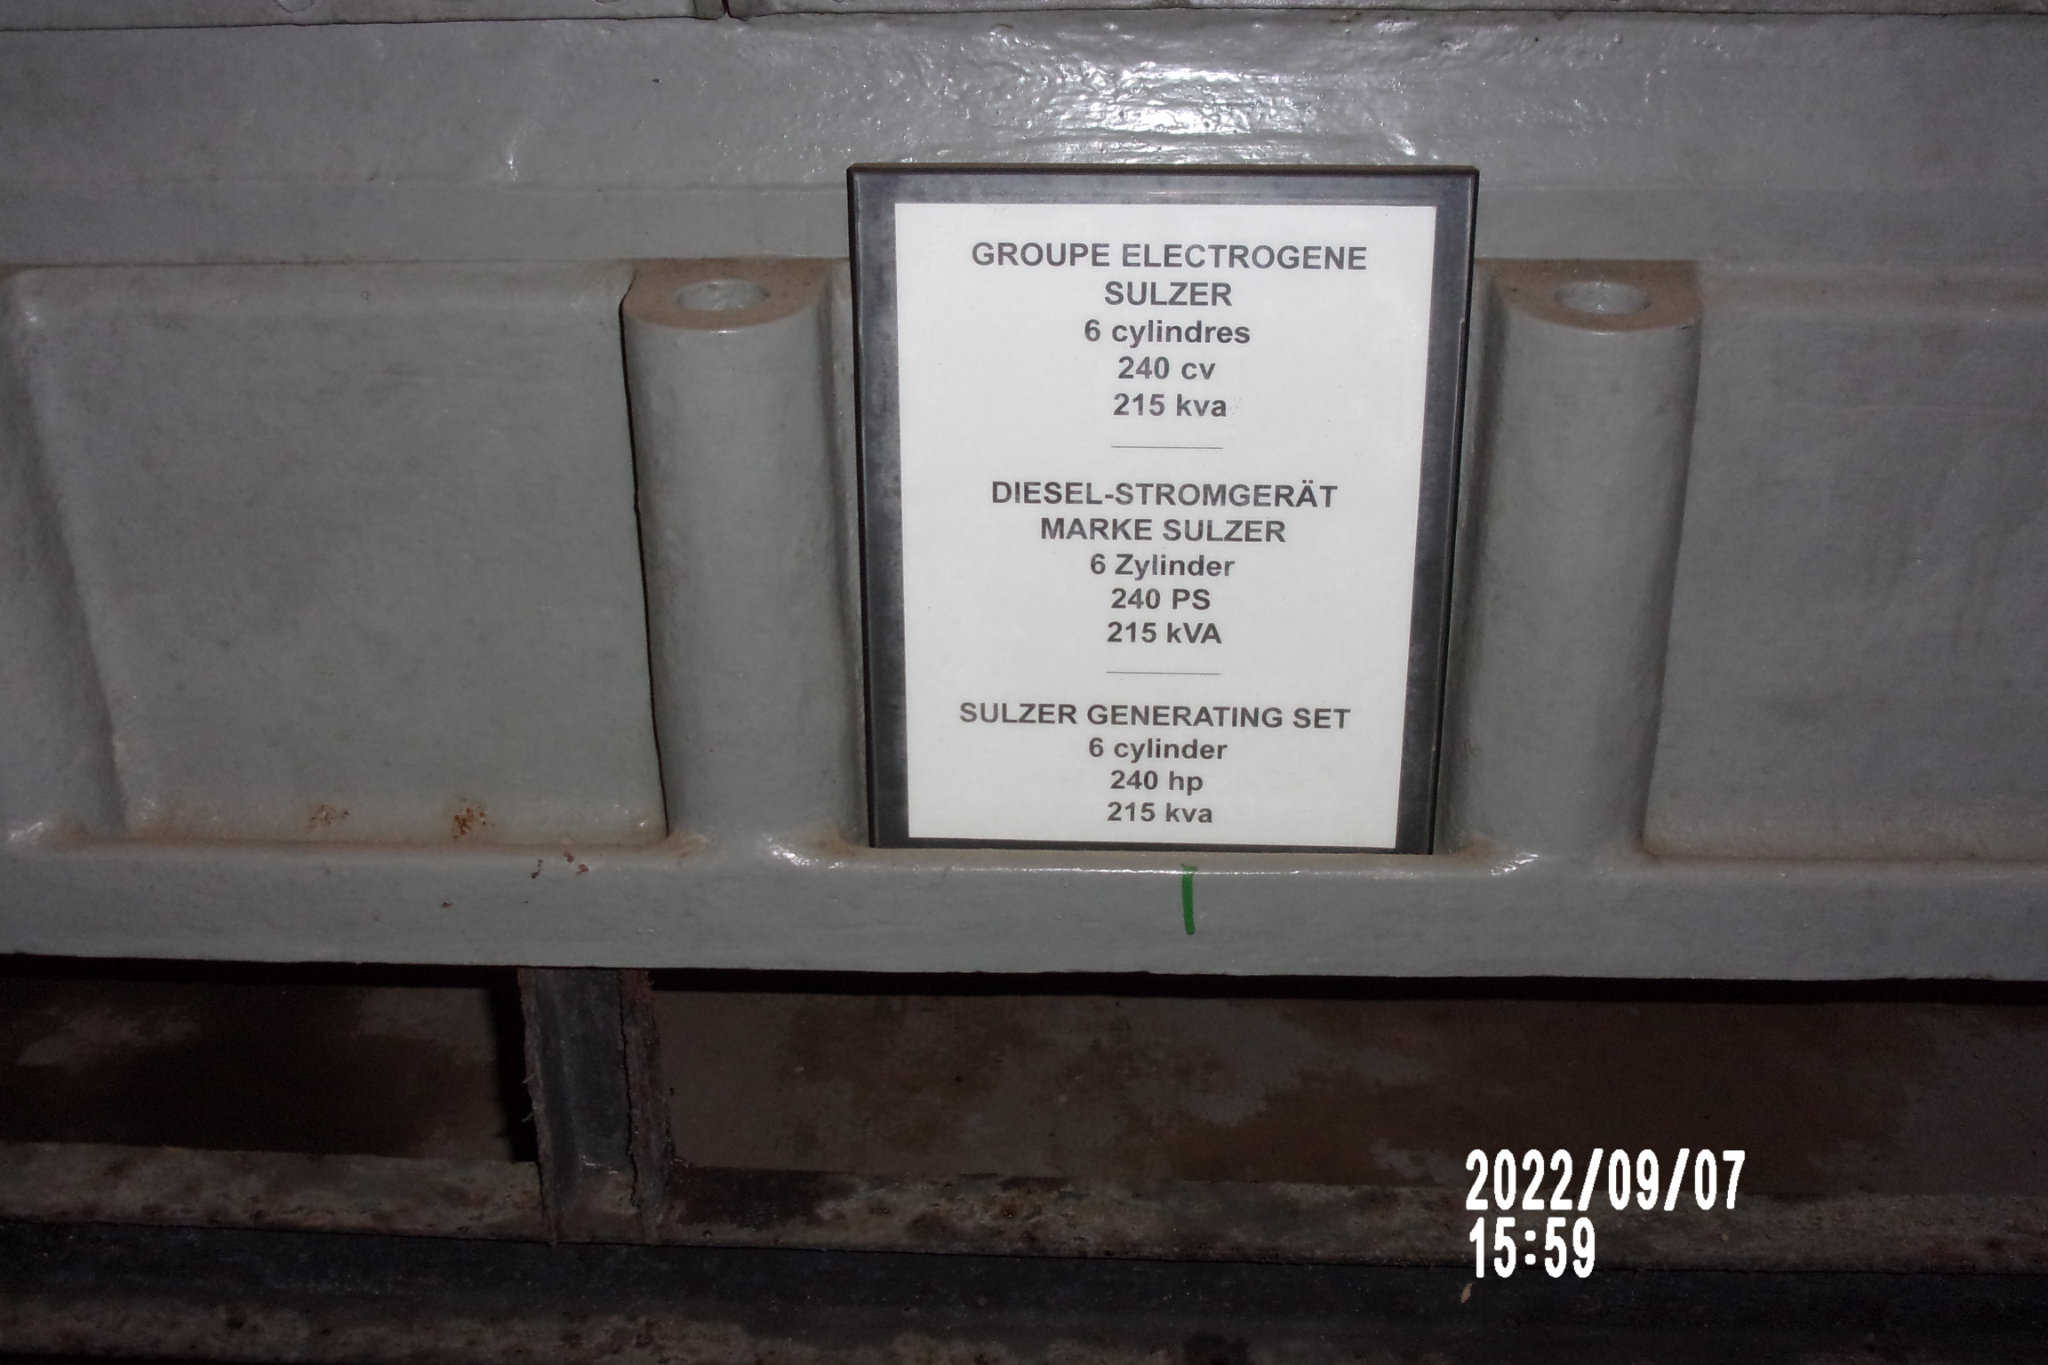 GROUPE ELECTROGENE
SULZER
6 cylindres
240 cv
215 kva
DIESEL-STROMGERÄT
MARKE SULZER
6 Zylinder
240 PS
215 kVA
SULZER GENERATING SET
6 cylinder
240 hp
215 kva
2022/09/07
15:59